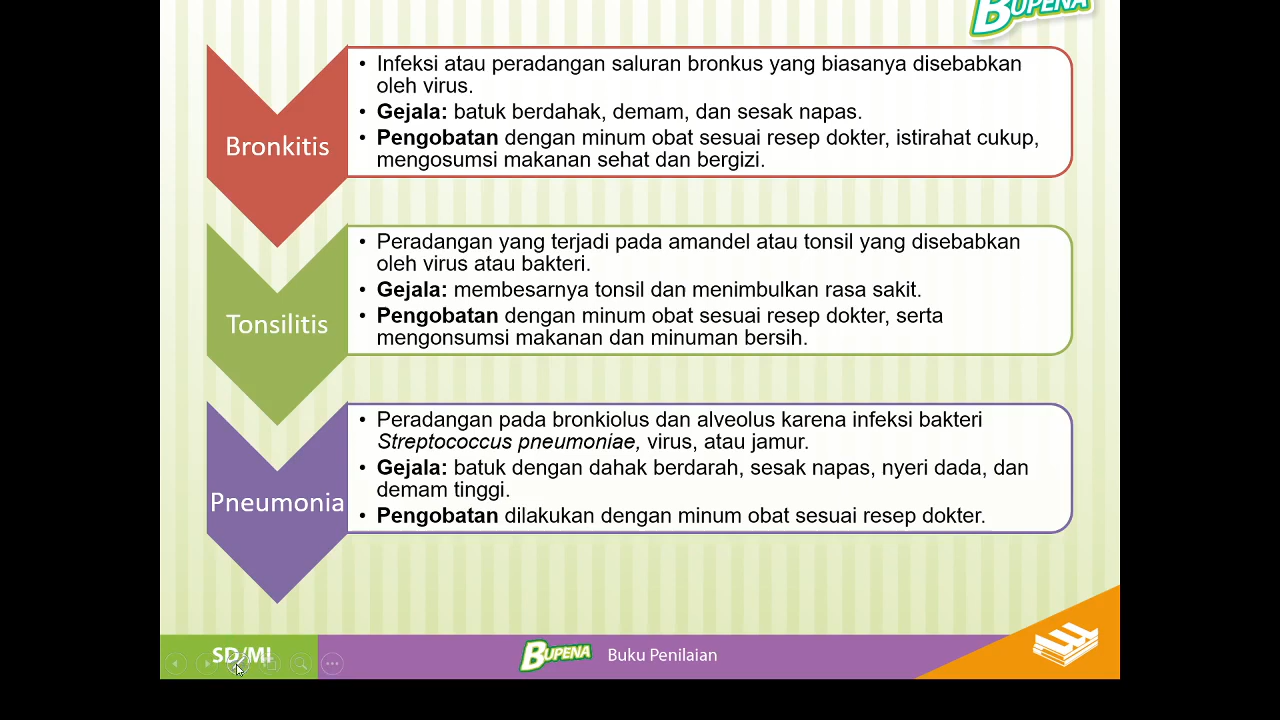 BUPENA
Bronkitis
• Infeksi atau peradangan saluran bronkus yang biasanya disebabkan
oleh virus.
• Gejala: batuk berdahak, demam, dan sesak napas.
• Pengobatan dengan minum obat sesuai resep dokter, istirahat cukup,
mengosumsi makanan sehat dan bergizi.
Tonsilitis
• Peradangan yang terjadi pada amandel atau tonsil yang disebabkan
oleh virus atau bakteri.
• Gejala: membesarnya tonsil dan menimbulkan rasa sakit.
• Pengobatan dengan minum obat sesuai resep dokter, serta
mengonsumsi makanan dan minuman bersih.
Pneumonia
• Peradangan pada bronkiolus dan alveolus karena infeksi bakteri
Streptococcus pneumoniae, virus, atau jamur.
• Gejala: batuk dengan dahak berdarah, sesak napas, nyeri dada, dan
demam tinggi.
• Pengobatan dilakukan dengan minum obat sesuai resep dokter.
SD/MI
BUPENA Buku Penilaian